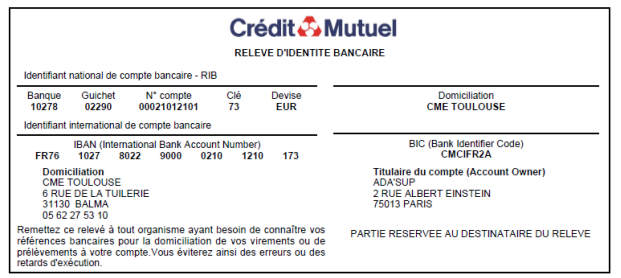 Crédit Mutuel
RELEVE D'IDENTITE BANCAIRE
Identifiant national de compte bancaire - RIB
Banque Guichet N° compte Clé Devise
10278 02290 00021012101 73 EUR
Domiciliation
CME TOULOUSE
Identifiant international de compte bancaire
IBAN (International Bank Account Number)
FR76 1027 8022 9000 0210 1210 173
BIC (Bank Identifier Code)
CMCIFR2A
Domiciliation
CME TOULOUSE
6 RUE DE LA TUILERIE
31130 BALMA
05 62 27 53 10
Titulaire du compte (Account Owner)
ADA'SUP
2 RUE ALBERT EINSTEIN
75013 PARIS
Remettez ce relevé à tout organisme ayant besoin de connaître vos
références bancaires pour la domiciliation de vos virements ou de
prélèvements à votre compte.Vous éviterez ainsi des erreurs ou des
retards d'exécution.
PARTIE RESERVEE AU DESTINATAIRE DU RELEVE